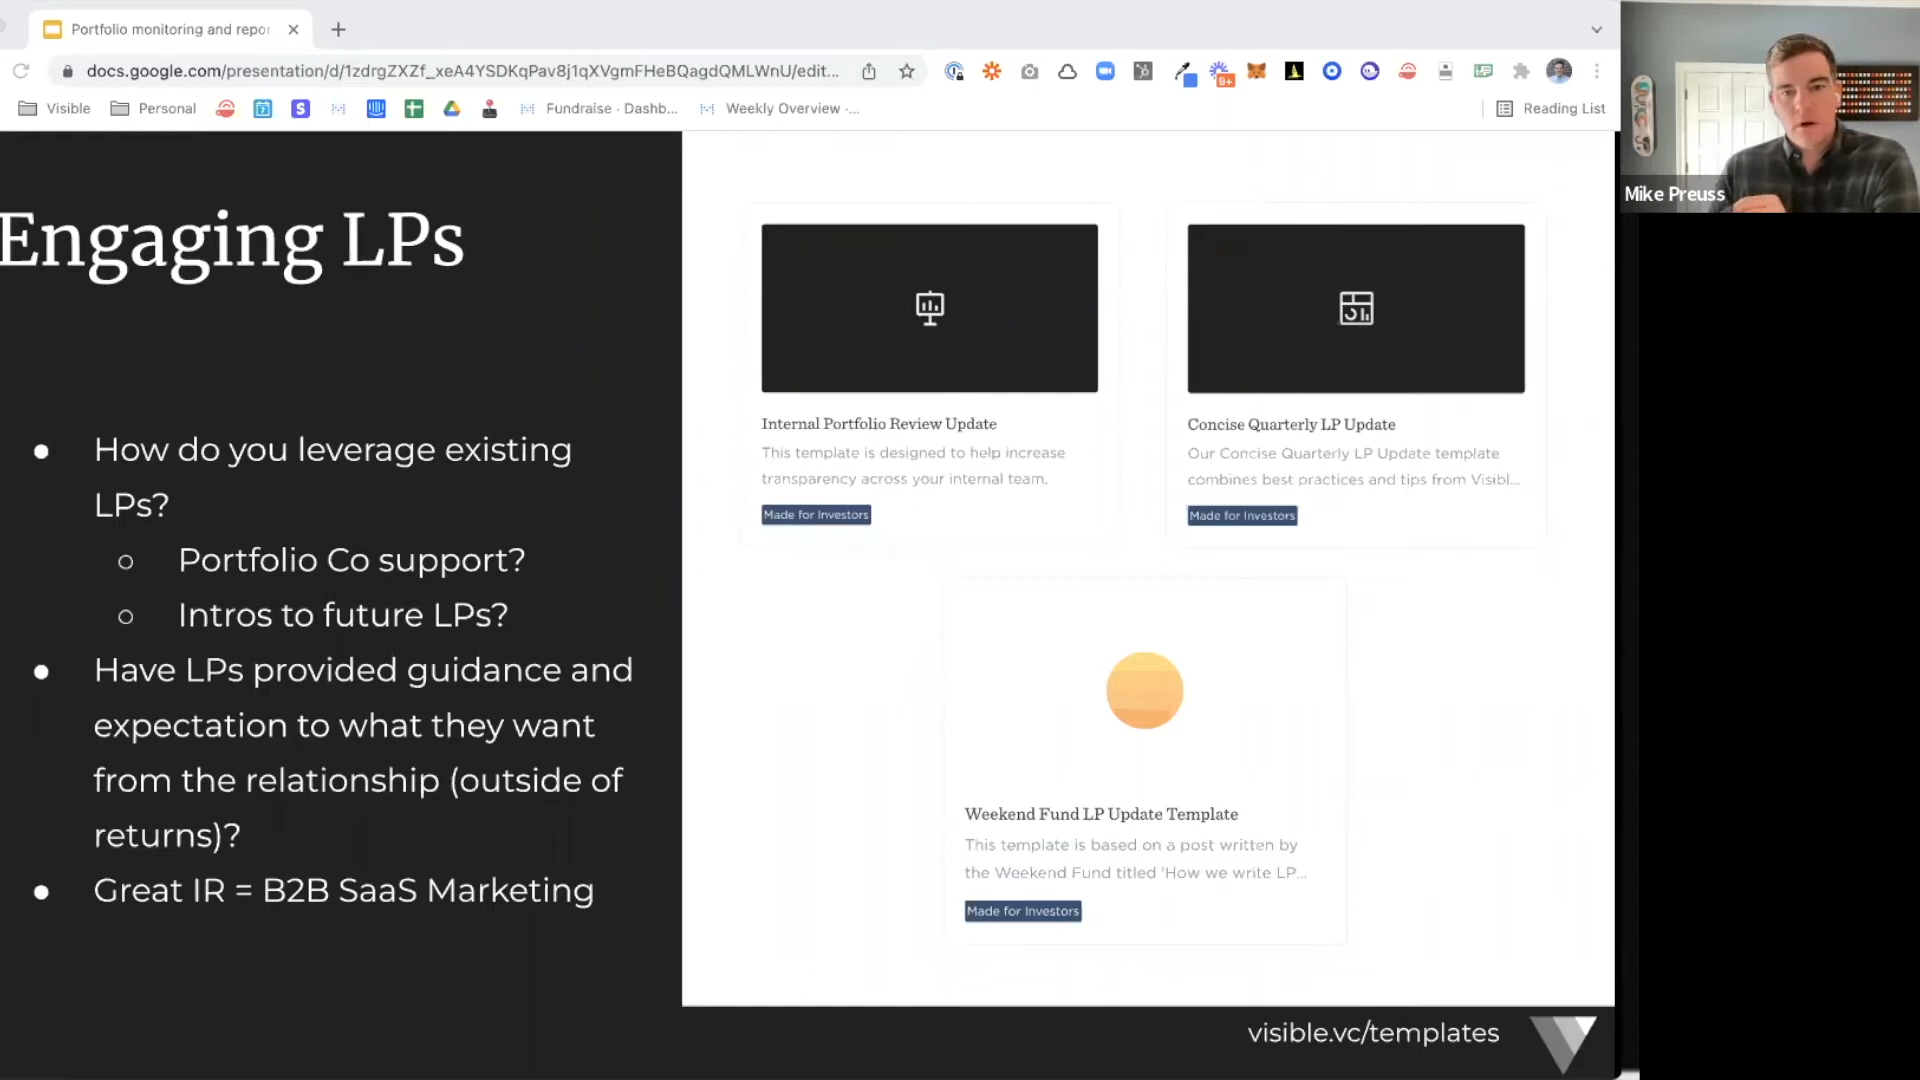 Portfolio monitoring and repor
docs.google.com/presentation/d/1zdrgZXZf_xeA4YSDKqPav8j1qXVgmFHeBQagdQMLWnU/edit...
9+
Visible
Personal
7
S
Fundraise · Dashb...
Weekly Overview ·...
Reading List
Mike Preuss
Engaging LPs
● How do you leverage existing
LPs?
○ Portfolio Co support?
○ Intros to future LPs?
● Have LPs provided guidance and
expectation to what they want
from the relationship (outside of
returns)?
● Great IR = B2B SaaS Marketing
Internal Portfolio Review Update
This template is designed to help increase
transparency across your internal team.
Made for Investors
Concise Quarterly LP Update
Our Concise Quarterly LP Update template
combines best practices and tips from Visibl...
Made for Investors
Weekend Fund LP Update Template
This template is based on a post written by
the Weekend Fund titled 'How we write LP...
Made for Investors
visible.vc/templates